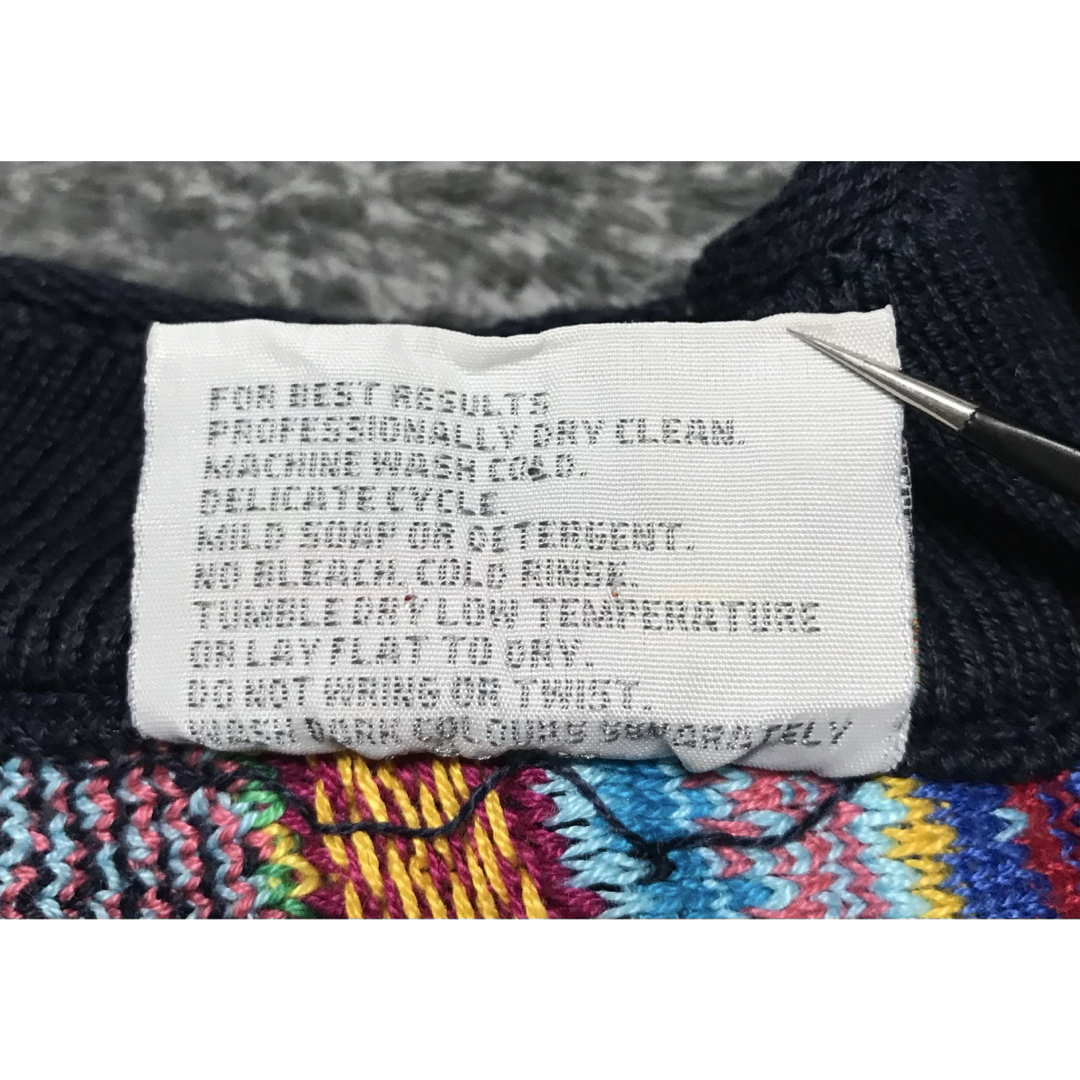 FOR BEST RESULTS
PROFESSIONALLY DRY CLEAN.
MACHINE WASH COLD.
DELICATE CYCLE.
MILD SOAP OR DETERGENT.
NO BLEACH. COLD RINSE.
TUMBLE DRY LOW TEMPERATURE
OR LAY FLAT TO DRY.
DO NOT WRING OR TWIST.
WASH DARK COLOURS SEPARATELY